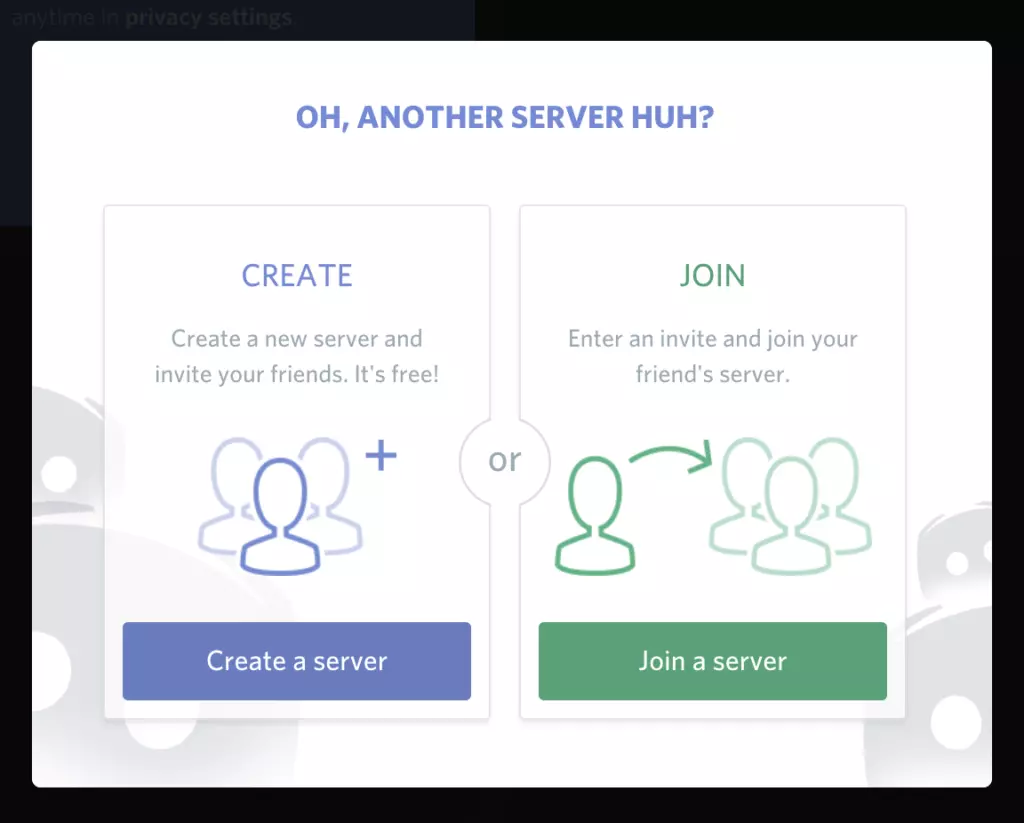 anytime in privacy settings.
OH, ANOTHER SERVER HUH?
CREATE
Create a new server and
invite your friends. It's free!
Create a server
or
JOIN
Enter an invite and join your
friend's server.
Join a server